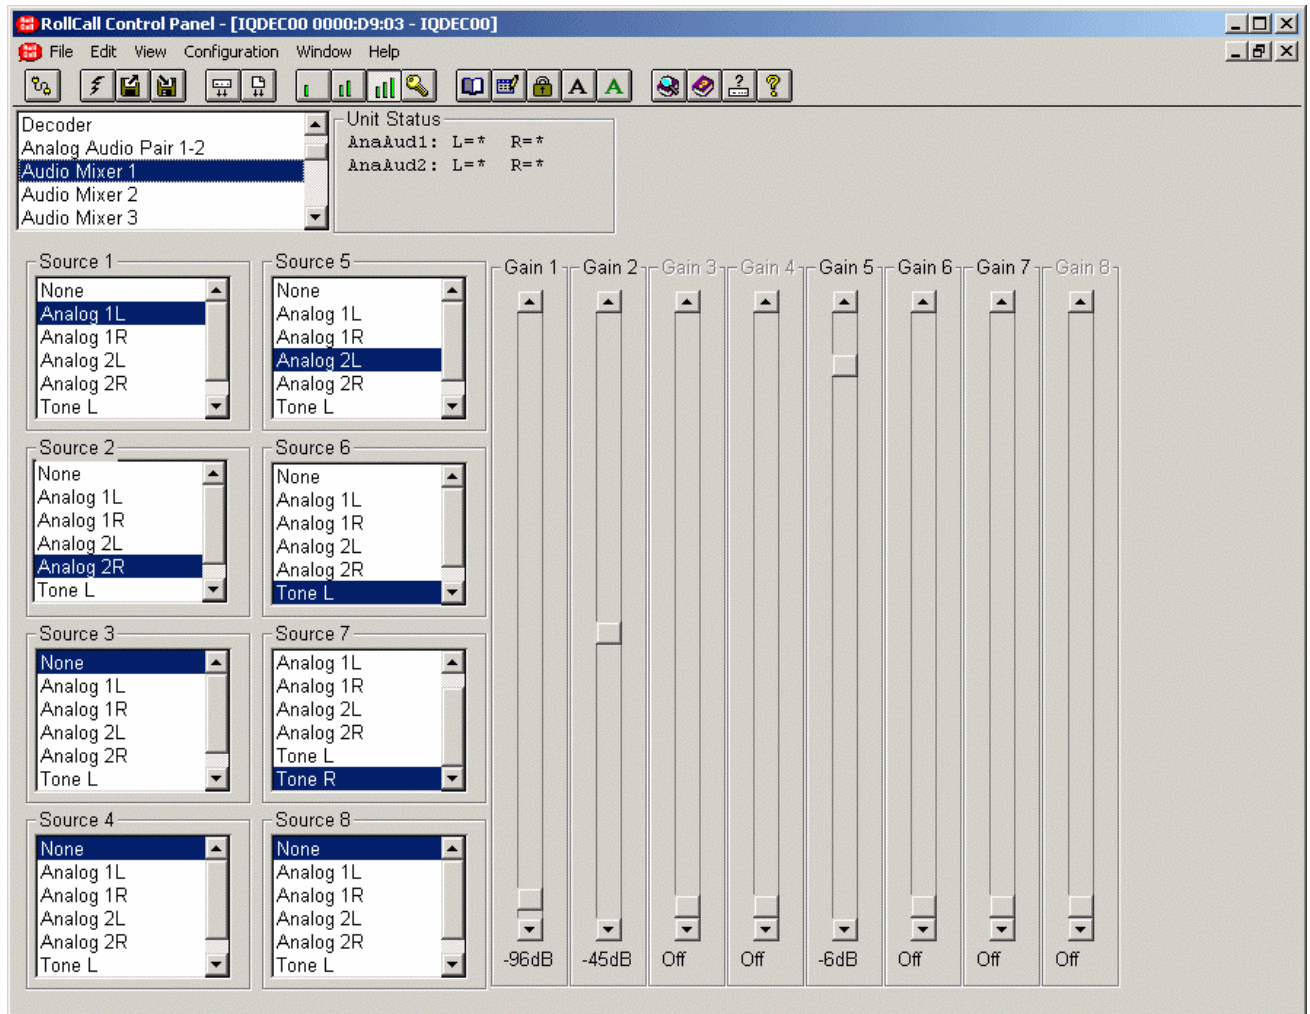 RollCall Control Panel - [IQDEC00 0000:D9:03 - IQDEC00]
File Edit View Configuration Window Help
A A
Decoder
Analog Audio Pair 1-2
Audio Mixer 1
Audio Mixer 2
Audio Mixer 3
Unit Status
AnaAud1: L=* R=*
AnaAud2: L=* R=*
Source 1
None
Analog 1L
Analog 1R
Analog 2L
Analog 2R
Tone L
Source 2
None
Analog 1L
Analog 1R
Analog 2L
Analog 2R
Tone L
Source 3
None
Analog 1L
Analog 1R
Analog 2L
Analog 2R
Tone L
Source 4
None
Analog 1L
Analog 1R
Analog 2L
Analog 2R
Tone L
Source 5
None
Analog 1L
Analog 1R
Analog 2L
Analog 2R
Tone L
Source 6
None
Analog 1L
Analog 1R
Analog 2L
Analog 2R
Tone L
Source 7
Analog 1L
Analog 1R
Analog 2L
Analog 2R
Tone L
Tone R
Source 8
None
Analog 1L
Analog 1R
Analog 2L
Analog 2R
Tone L
Gain 1 Gain 2 Gain 3 Gain 4 Gain 5 Gain 6 Gain 7 Gain 8
-96dB -45dB Off Off -6dB Off Off Off